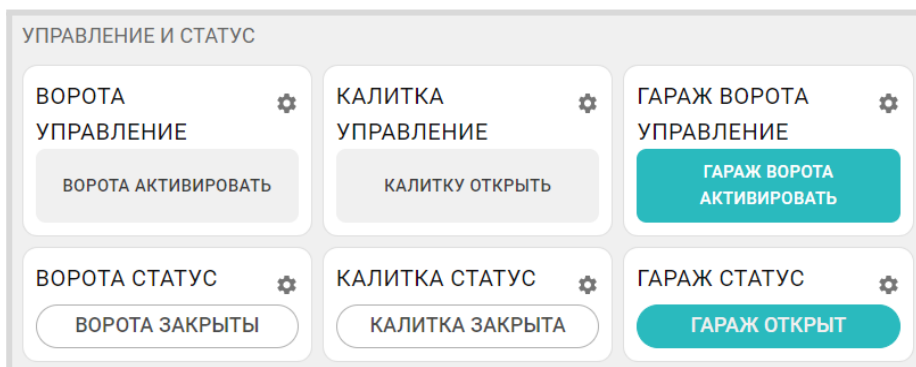 УПРАВЛЕНИЕ И СТАТУС
ВОРОТА
УПРАВЛЕНИЕ
ВОРОТА АКТИВИРОВАТЬ
КАЛИТКА
УПРАВЛЕНИЕ
КАЛИТКУ ОТКРЫТЬ
ГАРАЖ ВОРОТА
УПРАВЛЕНИЕ
ГАРАЖ ВОРОТА
АКТИВИРОВАТЬ
ВОРОТА СТАТУС
ВОРОТА ЗАКРЫТЫ
КАЛИТКА СТАТУС
КАЛИТКА ЗАКРЫТА
ГАРАЖ СТАТУС
ГАРАЖ ОТКРЫТ